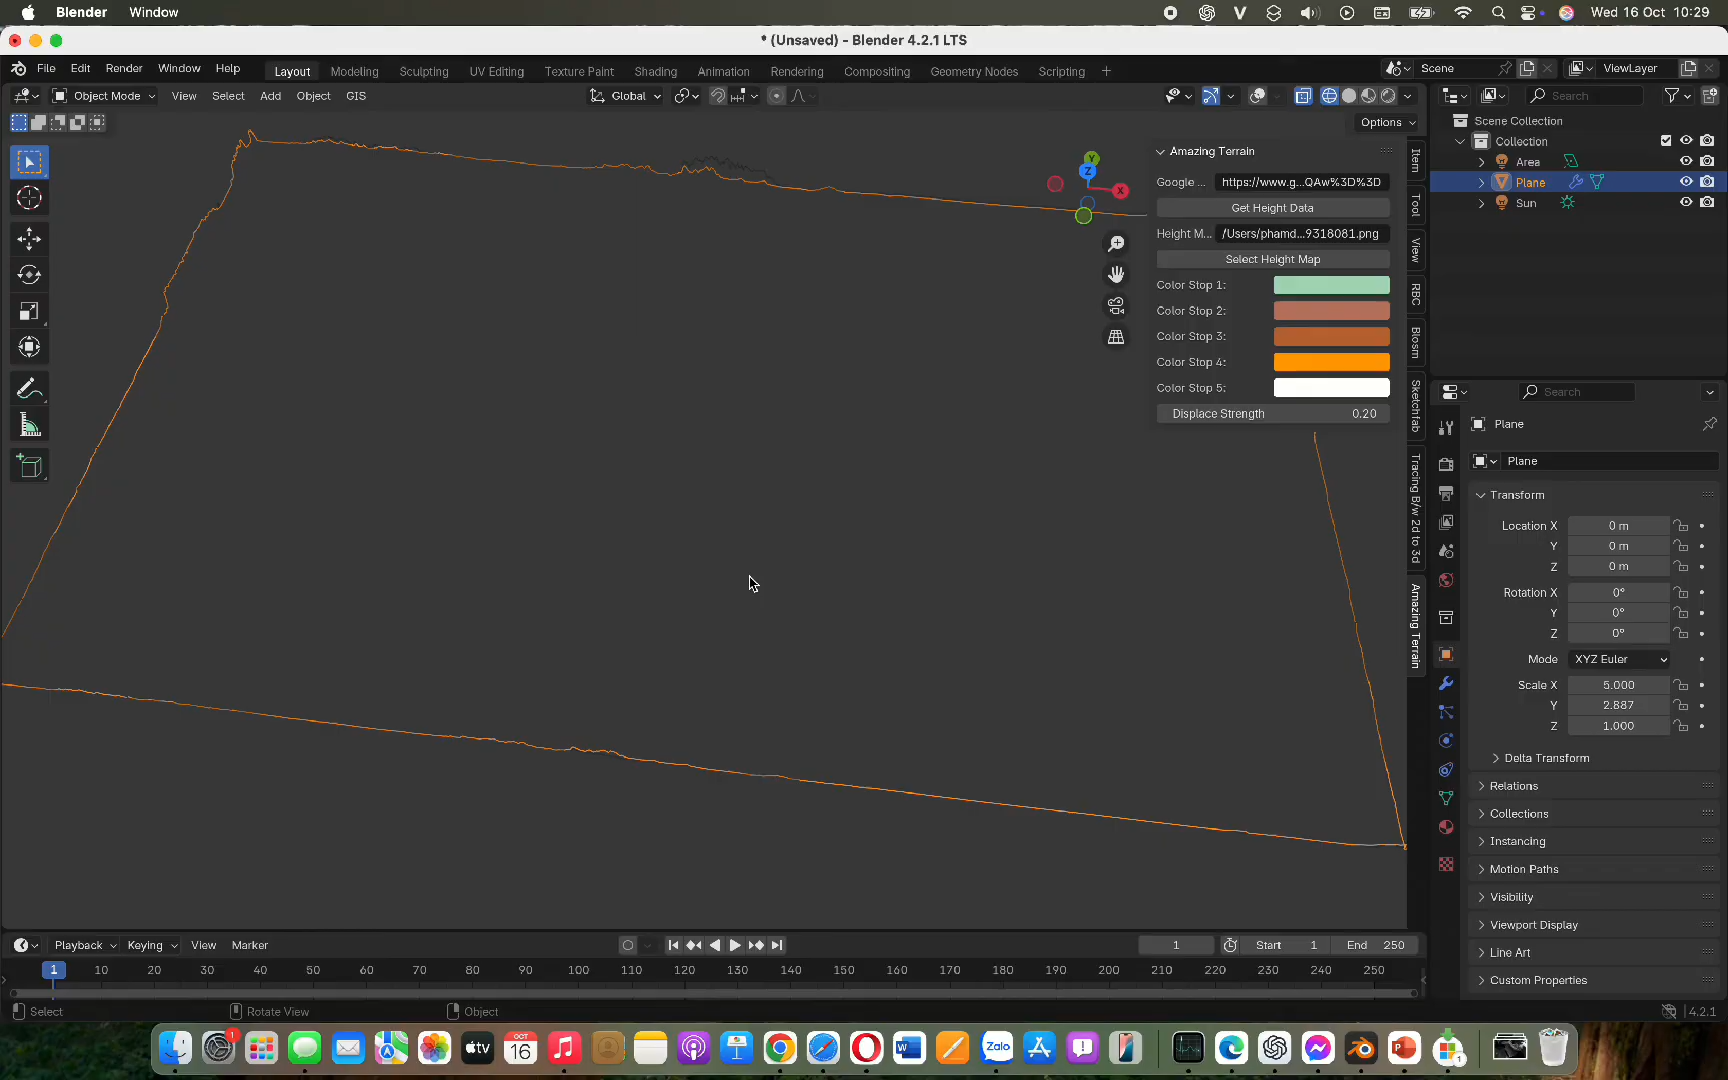 Blender Window
Wed 16 Oct 10:29
* (Unsaved) - Blender 4.2.1 LTS
File Edit Render Window Help
Layout Modeling Sculpting UV Editing Texture Paint Shading Animation Rendering Compositing Geometry Nodes Scripting +
Scene ViewLayer
Object Mode View Select Add Object GIS
Global
Search
Options
Scene Collection
Collection
Area
Plane
Sun
Amazing Terrain
Google ... https://www.g...QAw%3D%3D
Get Height Data
Height M... /Users/phamd...9318081.png
Select Height Map
Color Stop 1:
Color Stop 2:
Color Stop 3:
Color Stop 4:
Color Stop 5:
Displace Strength 0.20
Y
Z
X
Item
Tool
View
RBC
Blosm
Sketchfab
Tracing B/w 2d to 3d
Amazing Terrain
Search
Plane
Plane
Transform
Location X 0 m
Y 0 m
Z 0 m
Rotation X 0°
Y 0°
Z 0°
Mode XYZ Euler
Scale X 5.000
Y 2.887
Z 1.000
Delta Transform
Relations
Collections
Instancing
Motion Paths
Visibility
Viewport Display
Line Art
Custom Properties
Playback Keying View Marker
1 Start 1 End 250
1 10 20 30 40 50 60 70 80 90 100 110 120 130 140 150 160 170 180 190 200 210 220 230 240 250
Select Rotate View Object
4.2.1
1
tv
OCT
16
Zalo
1